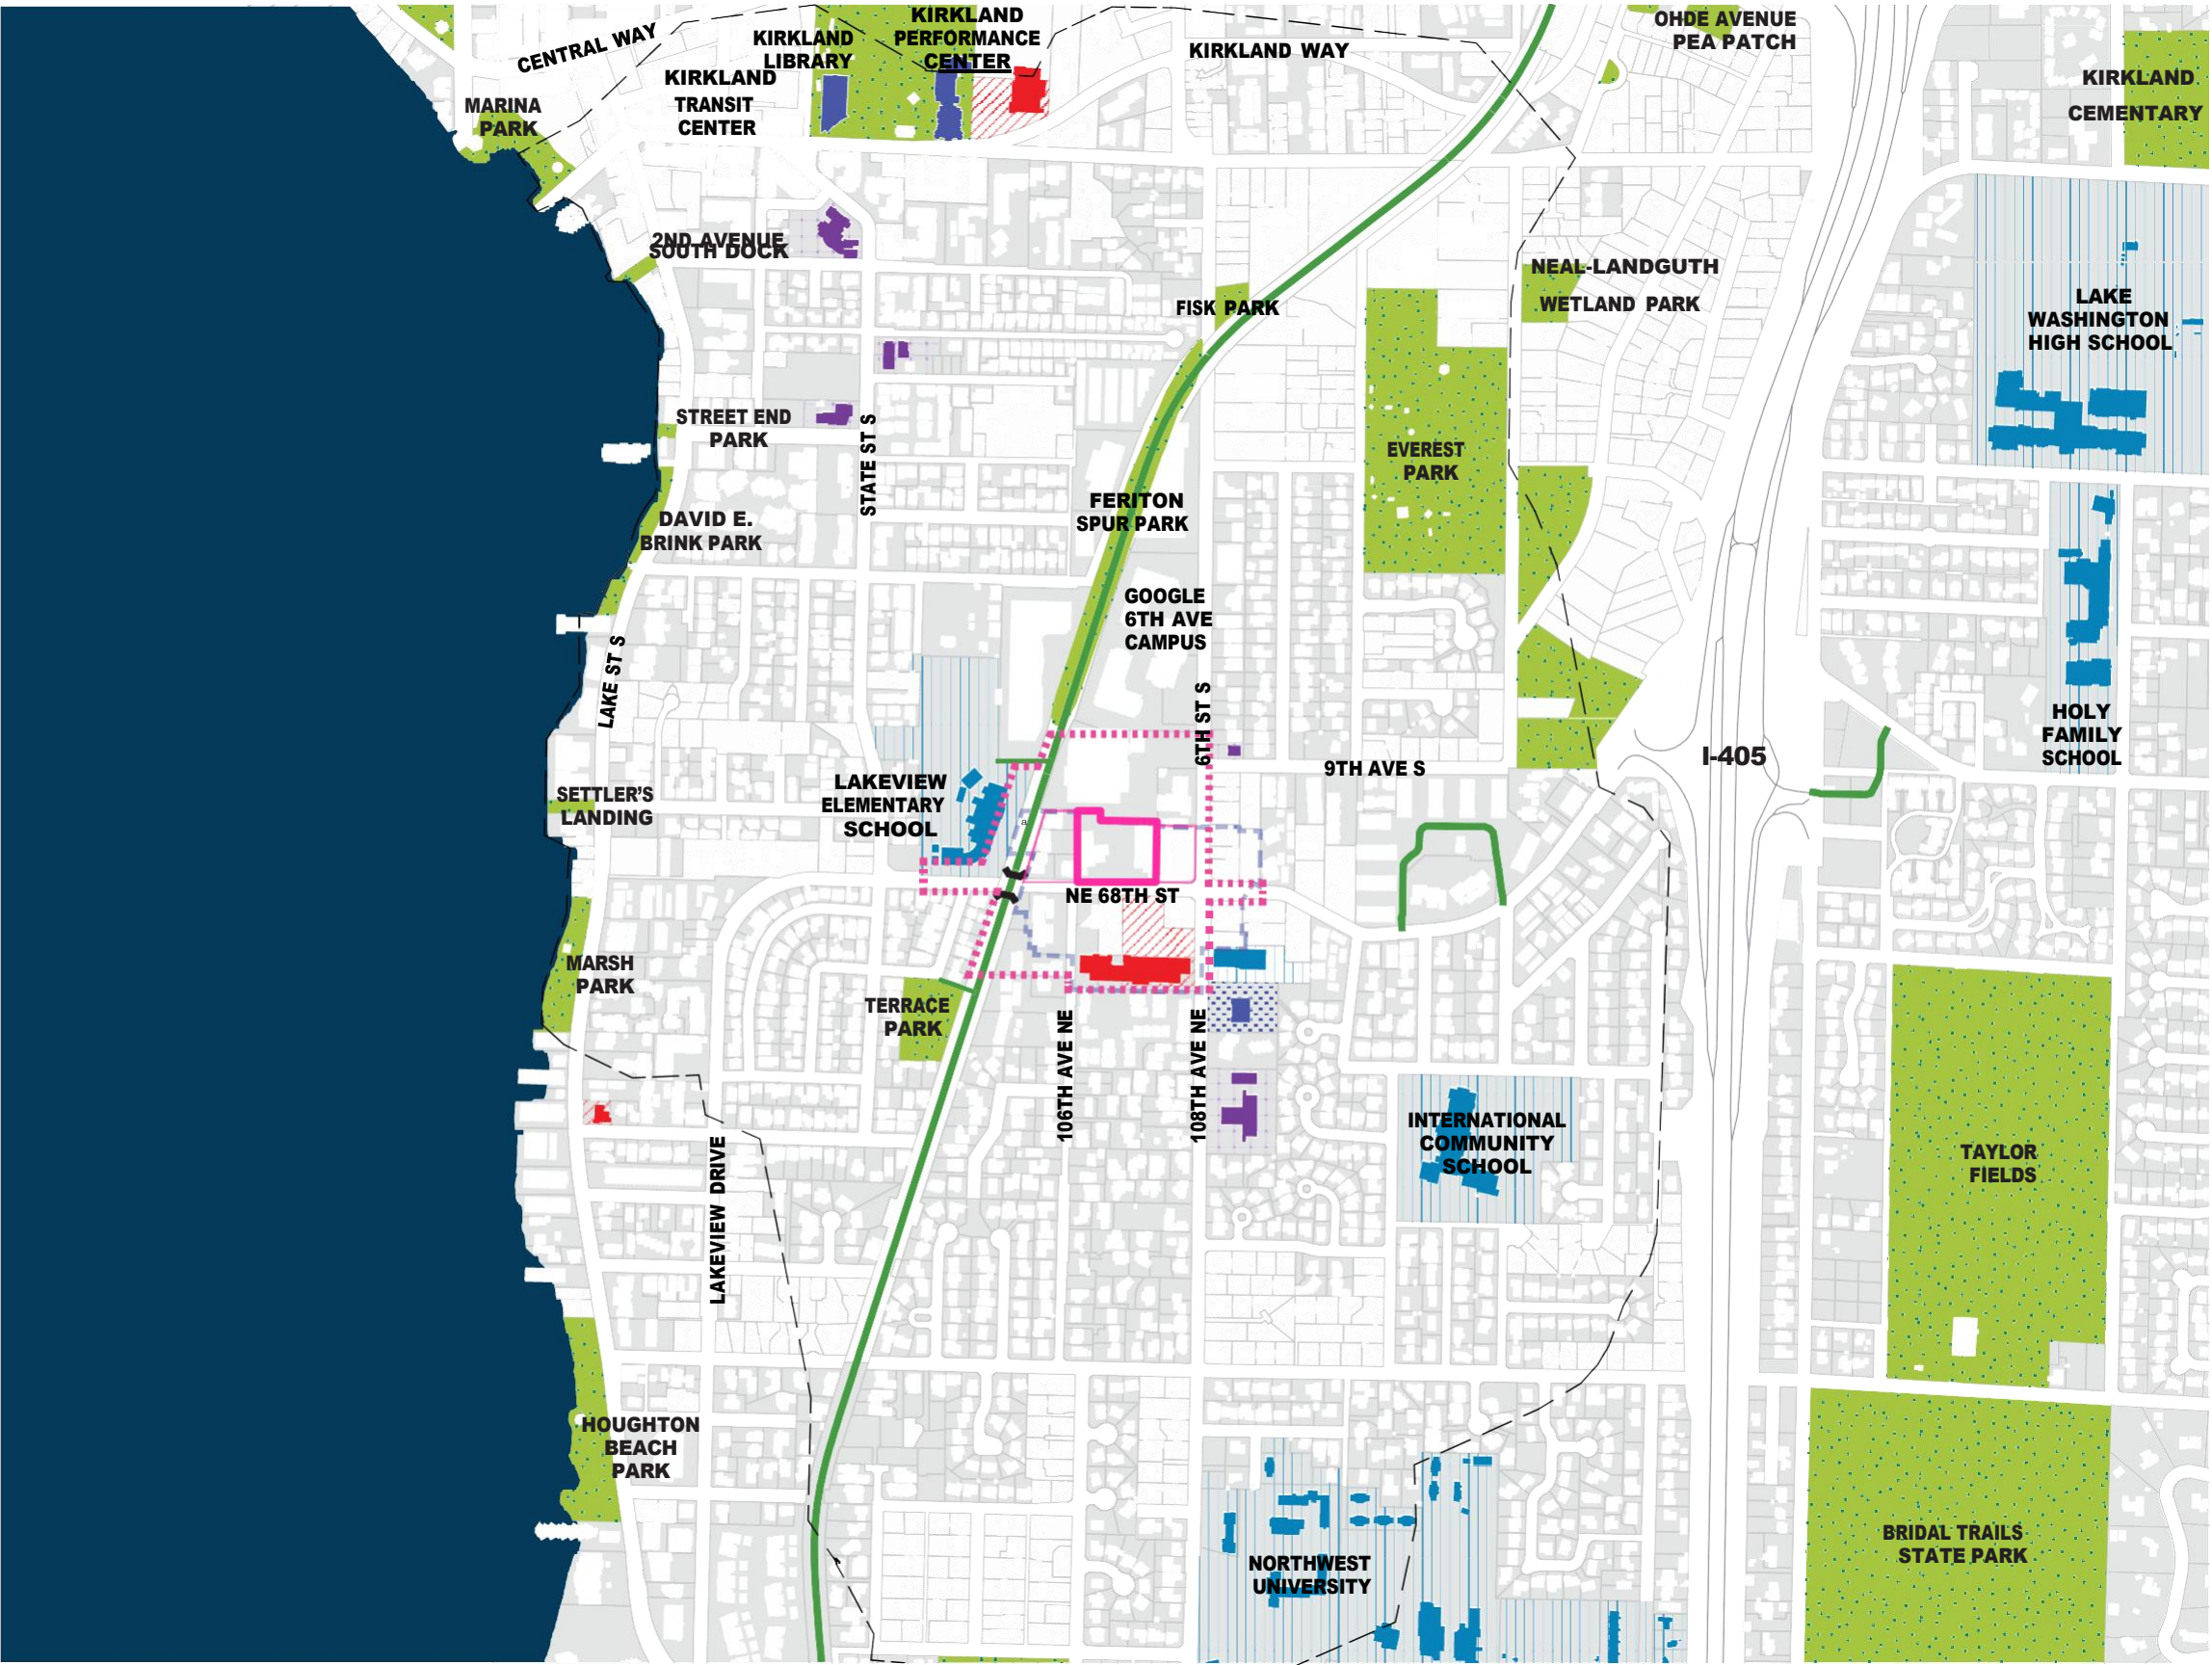 KIRKLAND
PERFORMANCE
CENTER
OHDE AVENUE
PEA PATCH
CENTRAL WAY
KIRKLAND
LIBRARY
KIRKLAND WAY
KIRKLAND
TRANSIT
CENTER
KIRKLAND
CEMENTARY
MARINA
PARK
2ND AVENUE
SOUTH DOCK
NEAL-LANDGUTH
WETLAND PARK
FISK PARK
LAKE
WASHINGTON
HIGH SCHOOL
STREET END
PARK
STATE ST S
EVEREST
PARK
DAVID E.
BRINK PARK
FERITON
SPUR PARK
GOOGLE
6TH AVE
CAMPUS
LAKE ST S
6TH ST S
HOLY
FAMILY
SCHOOL
I-405
9TH AVE S
LAKEVIEW
ELEMENTARY
SCHOOL
SETTLER'S
LANDING
a
NE 68TH ST
MARSH
PARK
TERRACE
PARK
106TH AVE NE
108TH AVE NE
INTERNATIONAL
COMMUNITY
SCHOOL
TAYLOR
FIELDS
LAKEVIEW DRIVE
HOUGHTON
BEACH
PARK
NORTHWEST
UNIVERSITY
BRIDAL TRAILS
STATE PARK